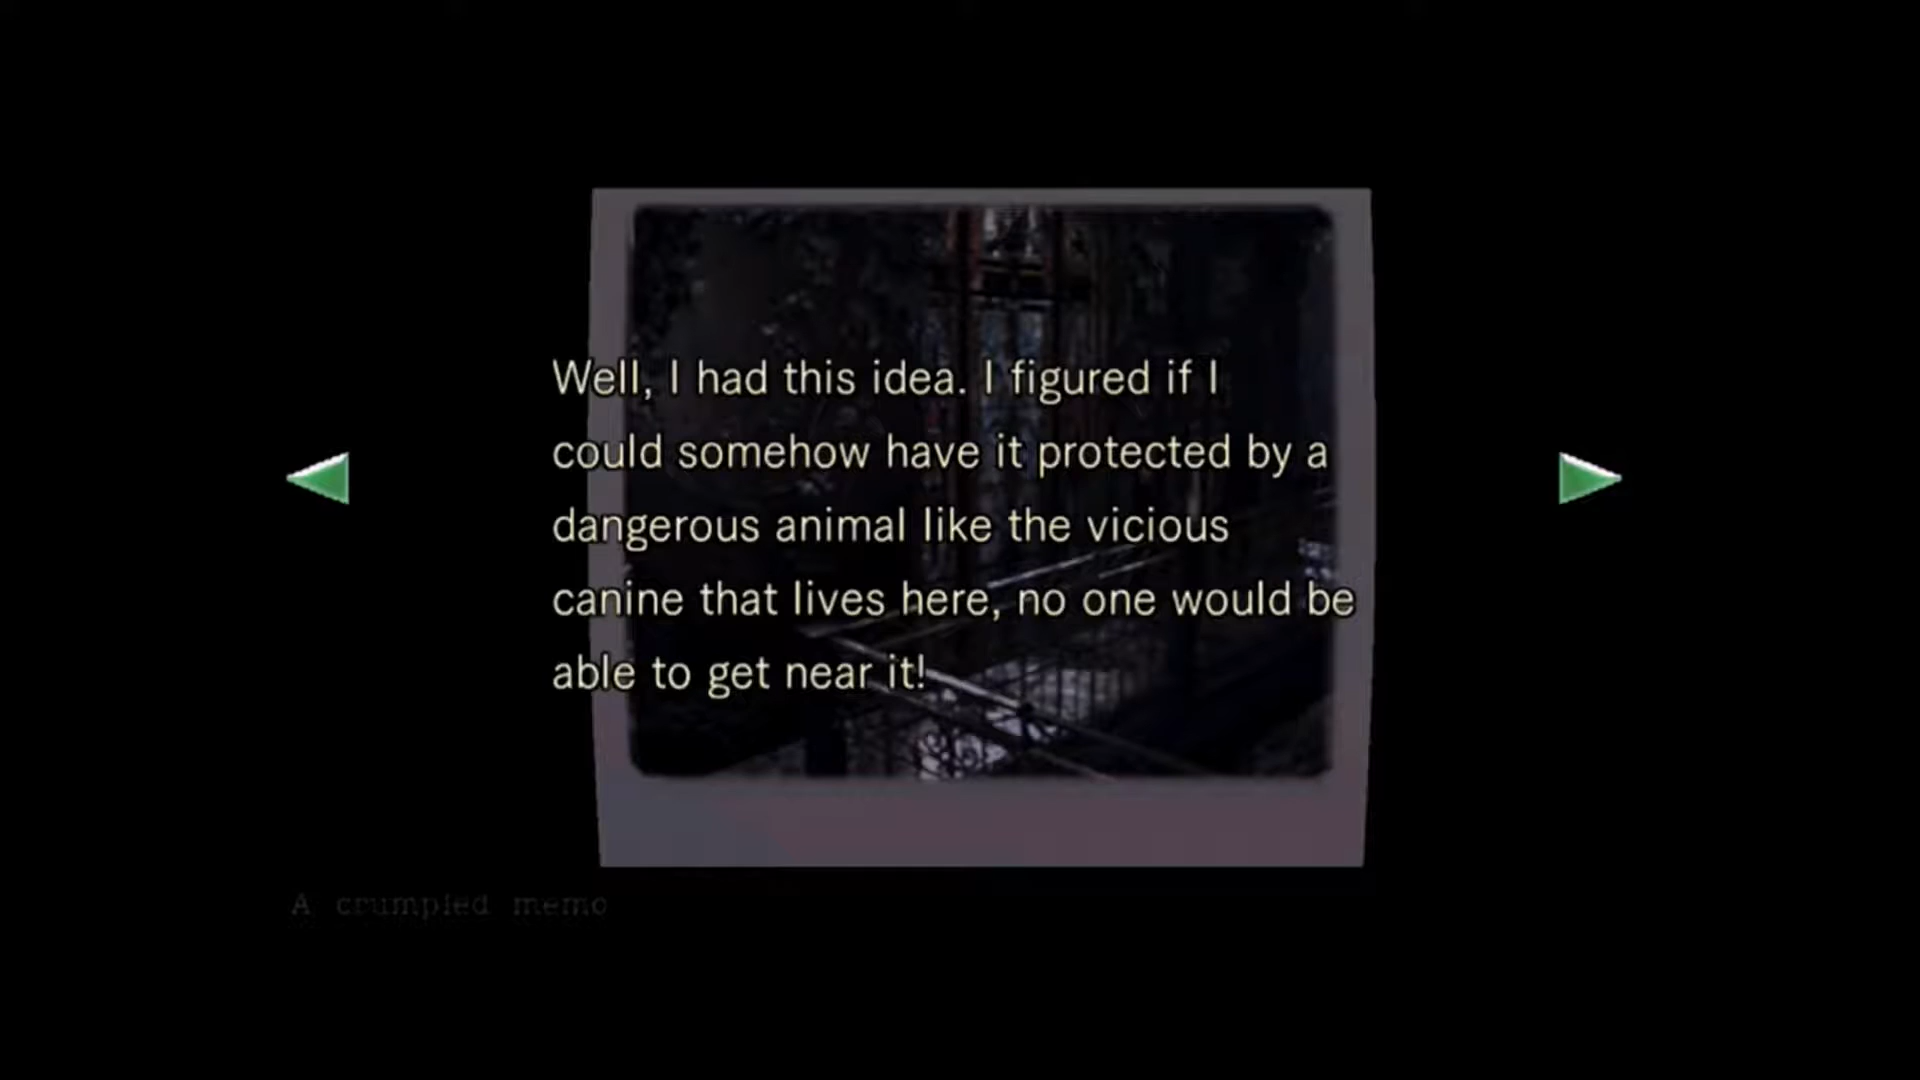 Well, I had this idea. I figured if I
could somehow have it protected by a
dangerous animal like the vicious
canine that lives here, no one would be
able to get near it!
A crumpled memo